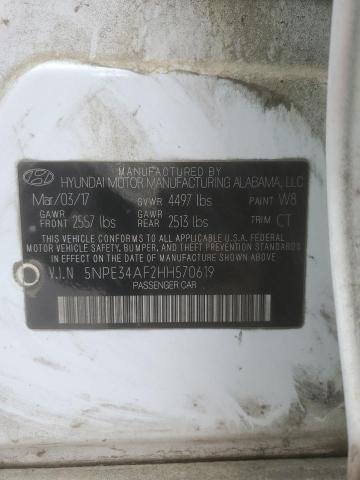 MANUFACTURED BY
HYUNDAI MOTOR MANUFACTURING ALABAMA, LLC
Mar/03/17 GVWR 4497 lbs PAINT W8
GAWR FRONT 2557 lbs GAWR REAR 2513 lbs TRIM CT
THIS VEHICLE CONFORMS TO ALL APPLICABLE U.S. FEDERAL
MOTOR VEHICLE SAFETY, BUMPER, AND THEFT PREVENTION
STANDARDS IN EFFECT ON THE DATE OF MANUFACTURE SHOWN ABOVE.
V.I.N 5NPE34AF2HH570619
PASSENGER CAR